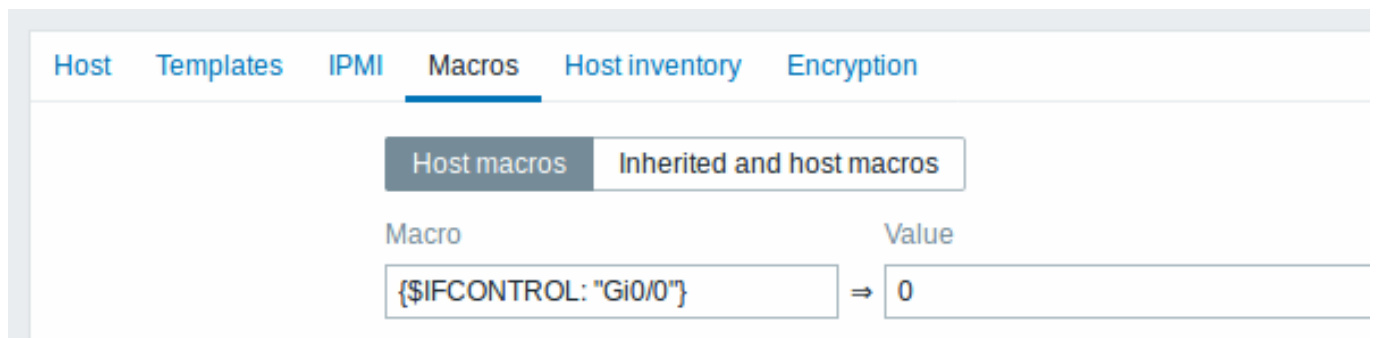 Host Templates IPMI Macros Host inventory Encryption
Host macros Inherited and host macros
Macro Value
{$IFCONTROL: "Gi0/0"} ⇒ 0